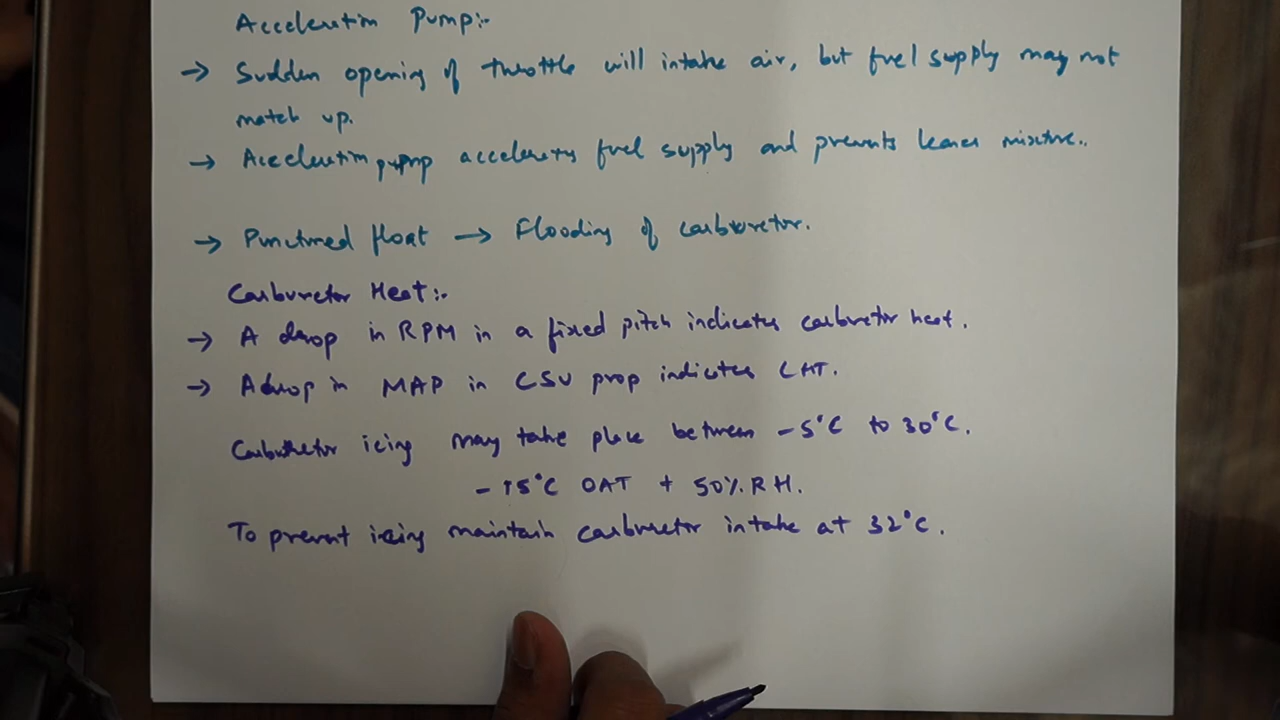 Acceleration Pump:-
→ Sudden opening of throttle will intake air, but fuel supply may not
match up.
→ Acceleration pump accelerates fuel supply and prevents leaner mixture..
→ Punctured float → Flooding of carburetor.
Carburetor Heat:-
→ A drop in RPM in a fixed pitch indicates carburetor heat.
→ A drop in MAP in CSU prop indicates CAT.
Carburetor icing may take place between -5°C to 30°C.
-15°C OAT + 50% RH.
To prevent icing maintain carburetor intake at 32°C.